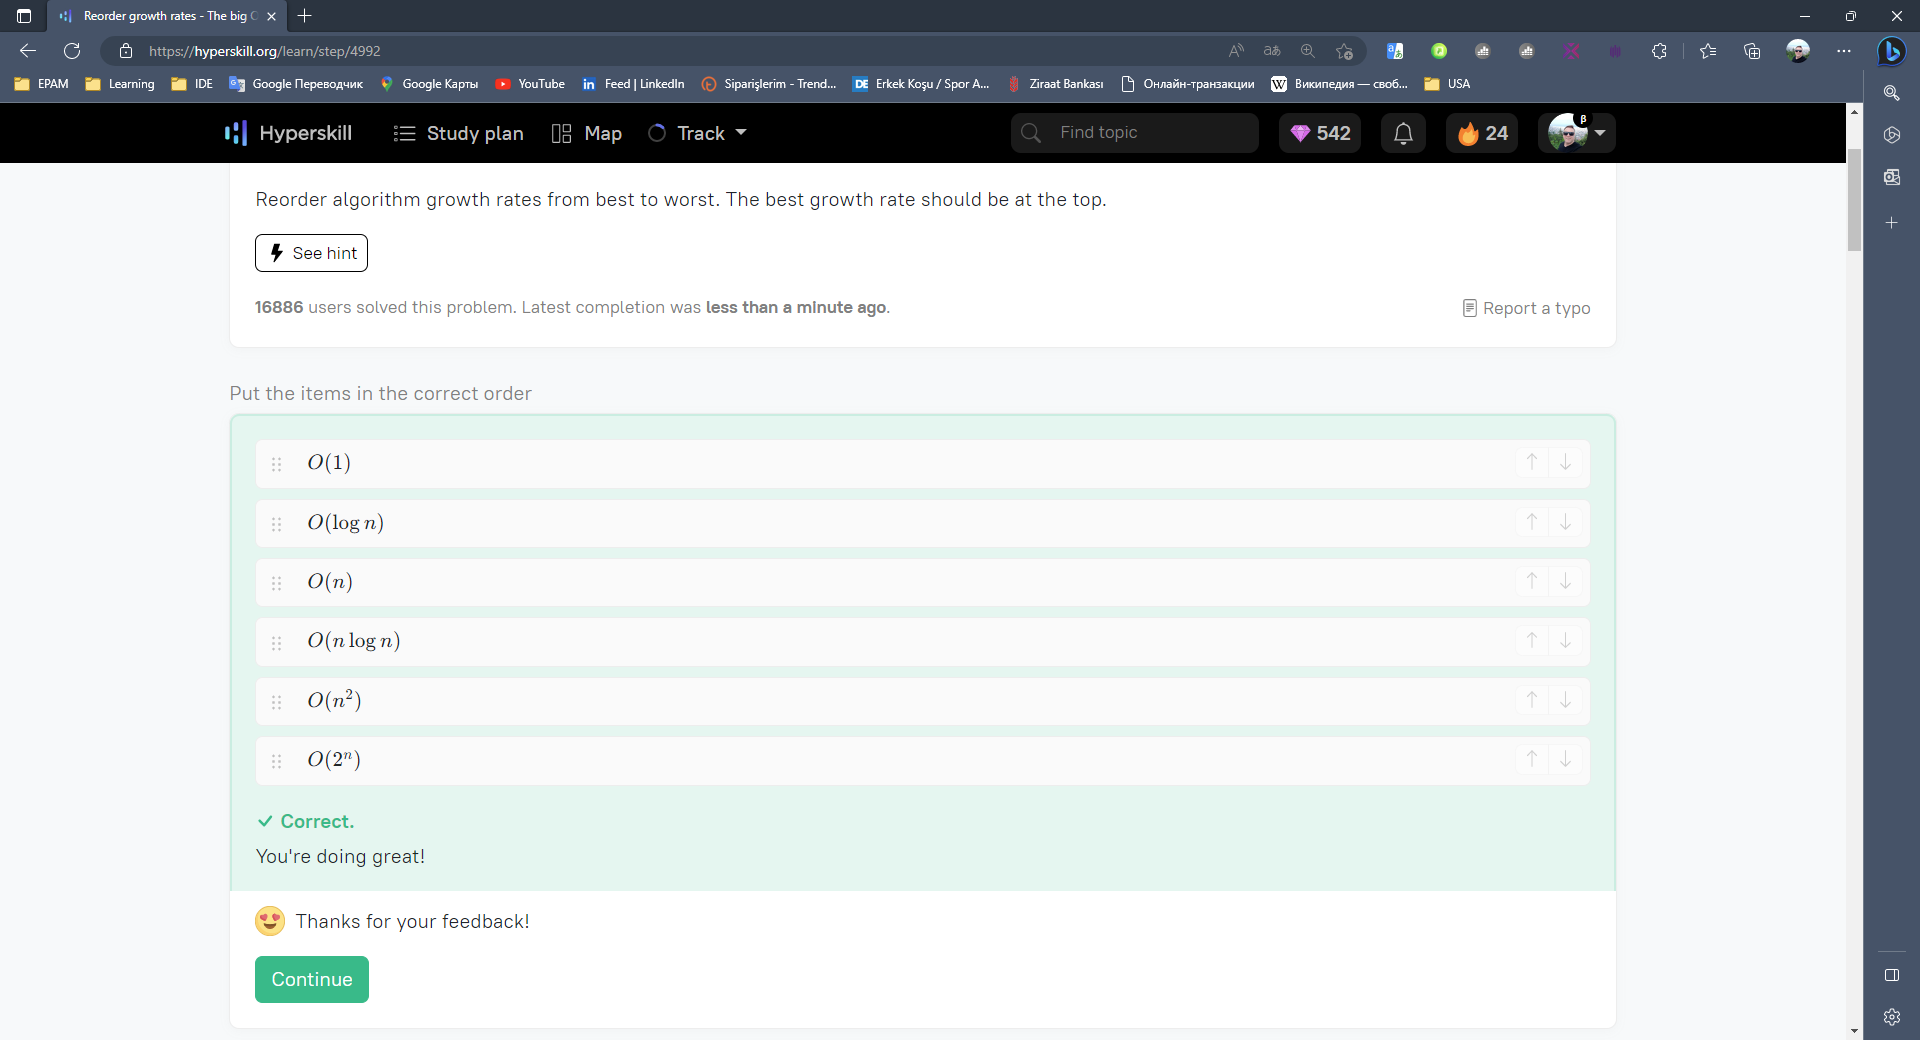 Reorder growth rates - The big O
https://hyperskill.org/learn/step/4992
EPAM
Learning
IDE
Google Переводчик
Google Карты
YouTube
Feed | LinkedIn
Siparişlerim - Trend...
Erkek Koşu / Spor A...
Ziraat Bankası
Онлайн-транзакции
Википедия — своб...
USA
Hyperskill
Study plan
Map
Track
Find topic
542
24
β
Reorder algorithm growth rates from best to worst. The best growth rate should be at the top.
See hint
16886 users solved this problem. Latest completion was less than a minute ago.
Report a typo
Put the items in the correct order
O(1)
O(log n)
O(n)
O(n log n)
O(n²)
O(2ⁿ)
Correct.
You're doing great!
Thanks for your feedback!
Continue